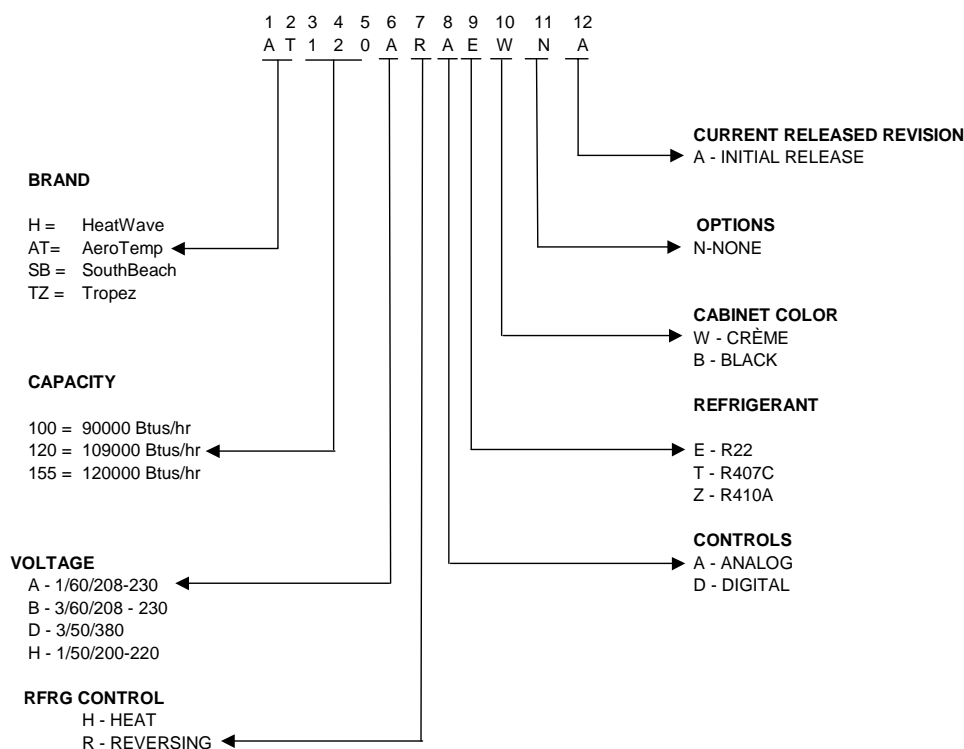 1 2 3 4 5 6 7 8 9 10 11 12
A T 1 2 0 A R A E W N A
CURRENT RELEASED REVISION
A - INITIAL RELEASE
BRAND
H = HeatWave
AT= AeroTemp
SB = SouthBeach
TZ = Tropez
OPTIONS
N-NONE
CABINET COLOR
W - CRÈME
B - BLACK
CAPACITY
100 = 90000 Btus/hr
120 = 109000 Btus/hr
155 = 120000 Btus/hr
REFRIGERANT
E - R22
T - R407C
Z - R410A
CONTROLS
A - ANALOG
D - DIGITAL
VOLTAGE
A - 1/60/208-230
B - 3/60/208 - 230
D - 3/50/380
H - 1/50/200-220
RFRG CONTROL
H - HEAT
R - REVERSING